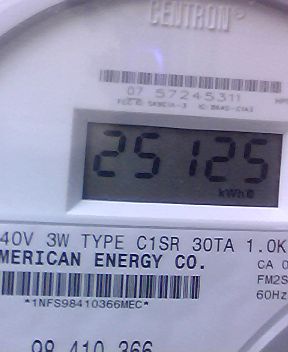 CENTRON
07 57245311
25125
kWh
40V 3W TYPE C1SR 30TA 1.0K
MERICAN ENERGY CO.
CA 0
FM2S
*1NFS98410366MEC*
60Hz
98 410 366